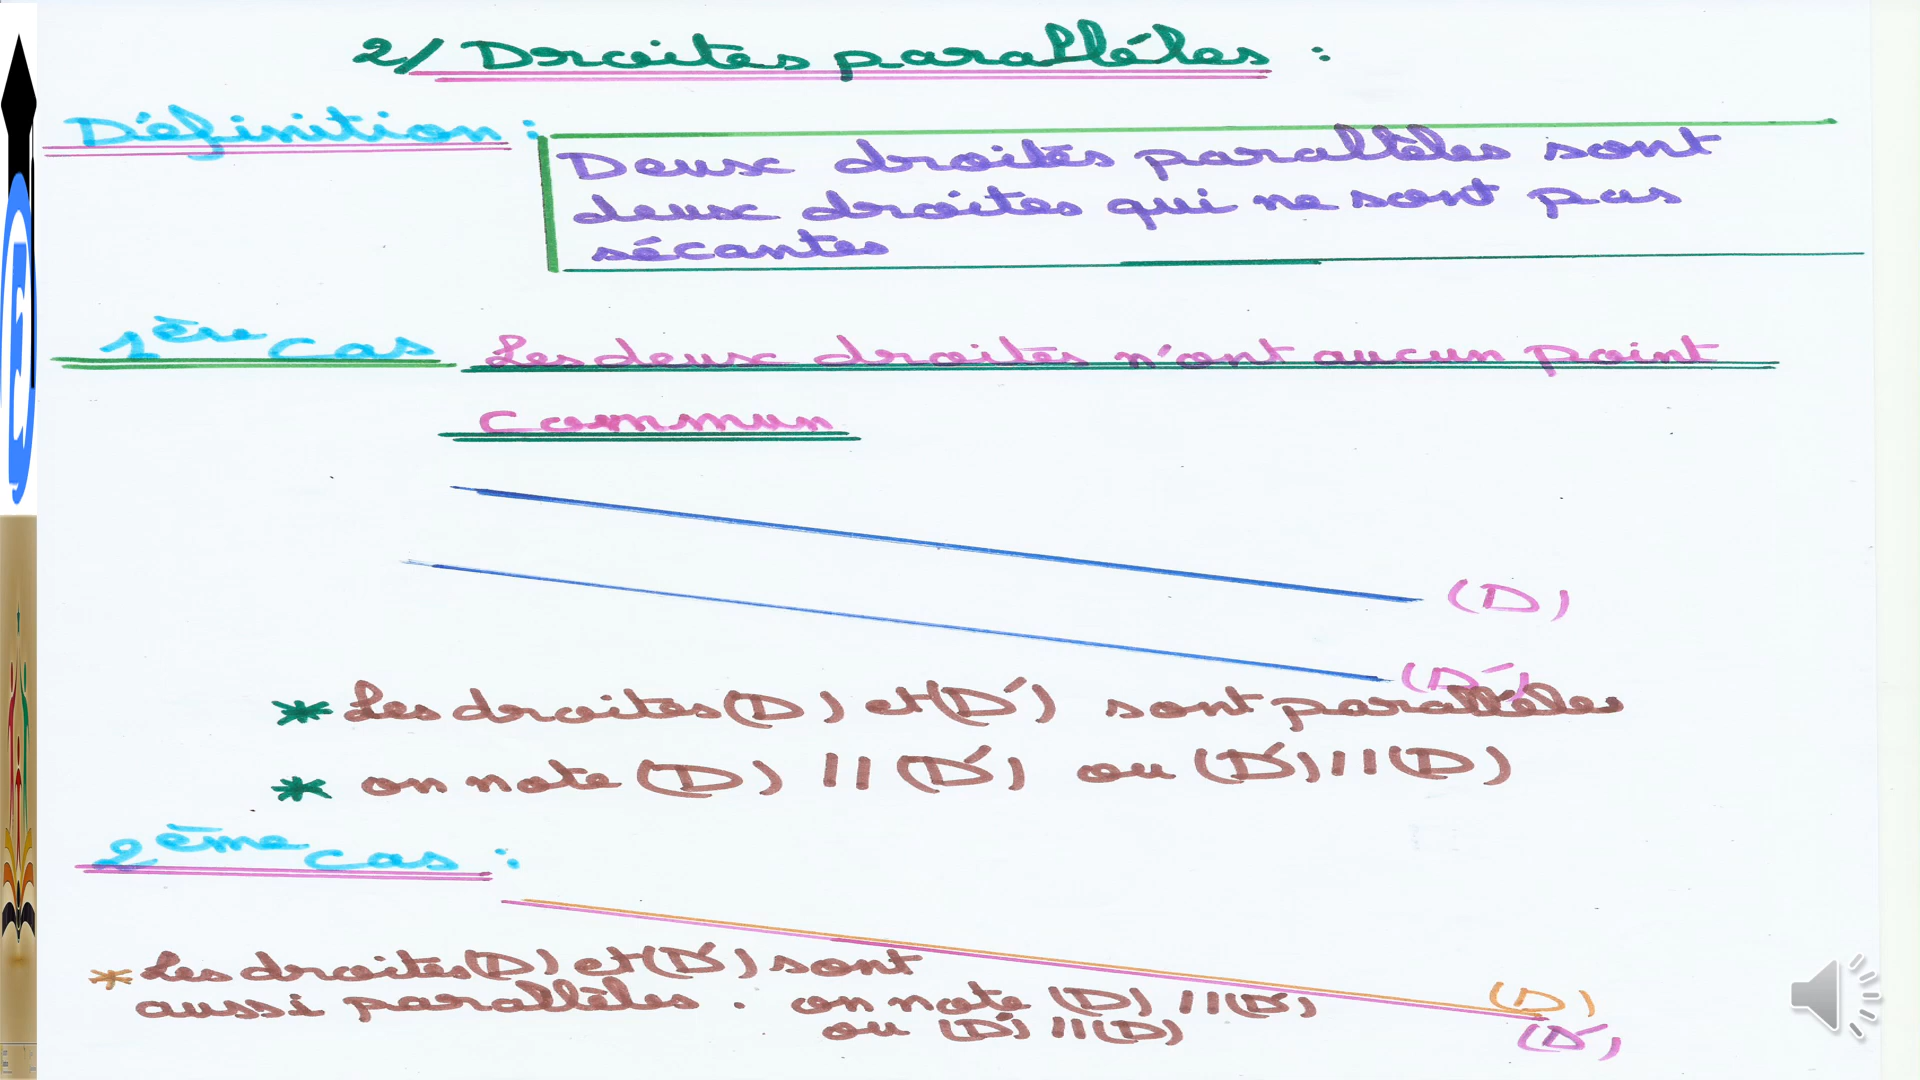 2/ Droites parallèles :
Définition :
Deux droites parallèles sont
deux droites qui ne sont pas
sécantes
1ère cas Les deux droites n'ont aucun point
commun
(D)
(D')
* Les droites (D) et (D') sont parallèles
* on note (D) // (D') ou (D') // (D)
2ème cas :
* Les droites (D) et (D') sont
aussi parallèles . on note (D) // (D')
ou (D') // (D)
(D)
(D')